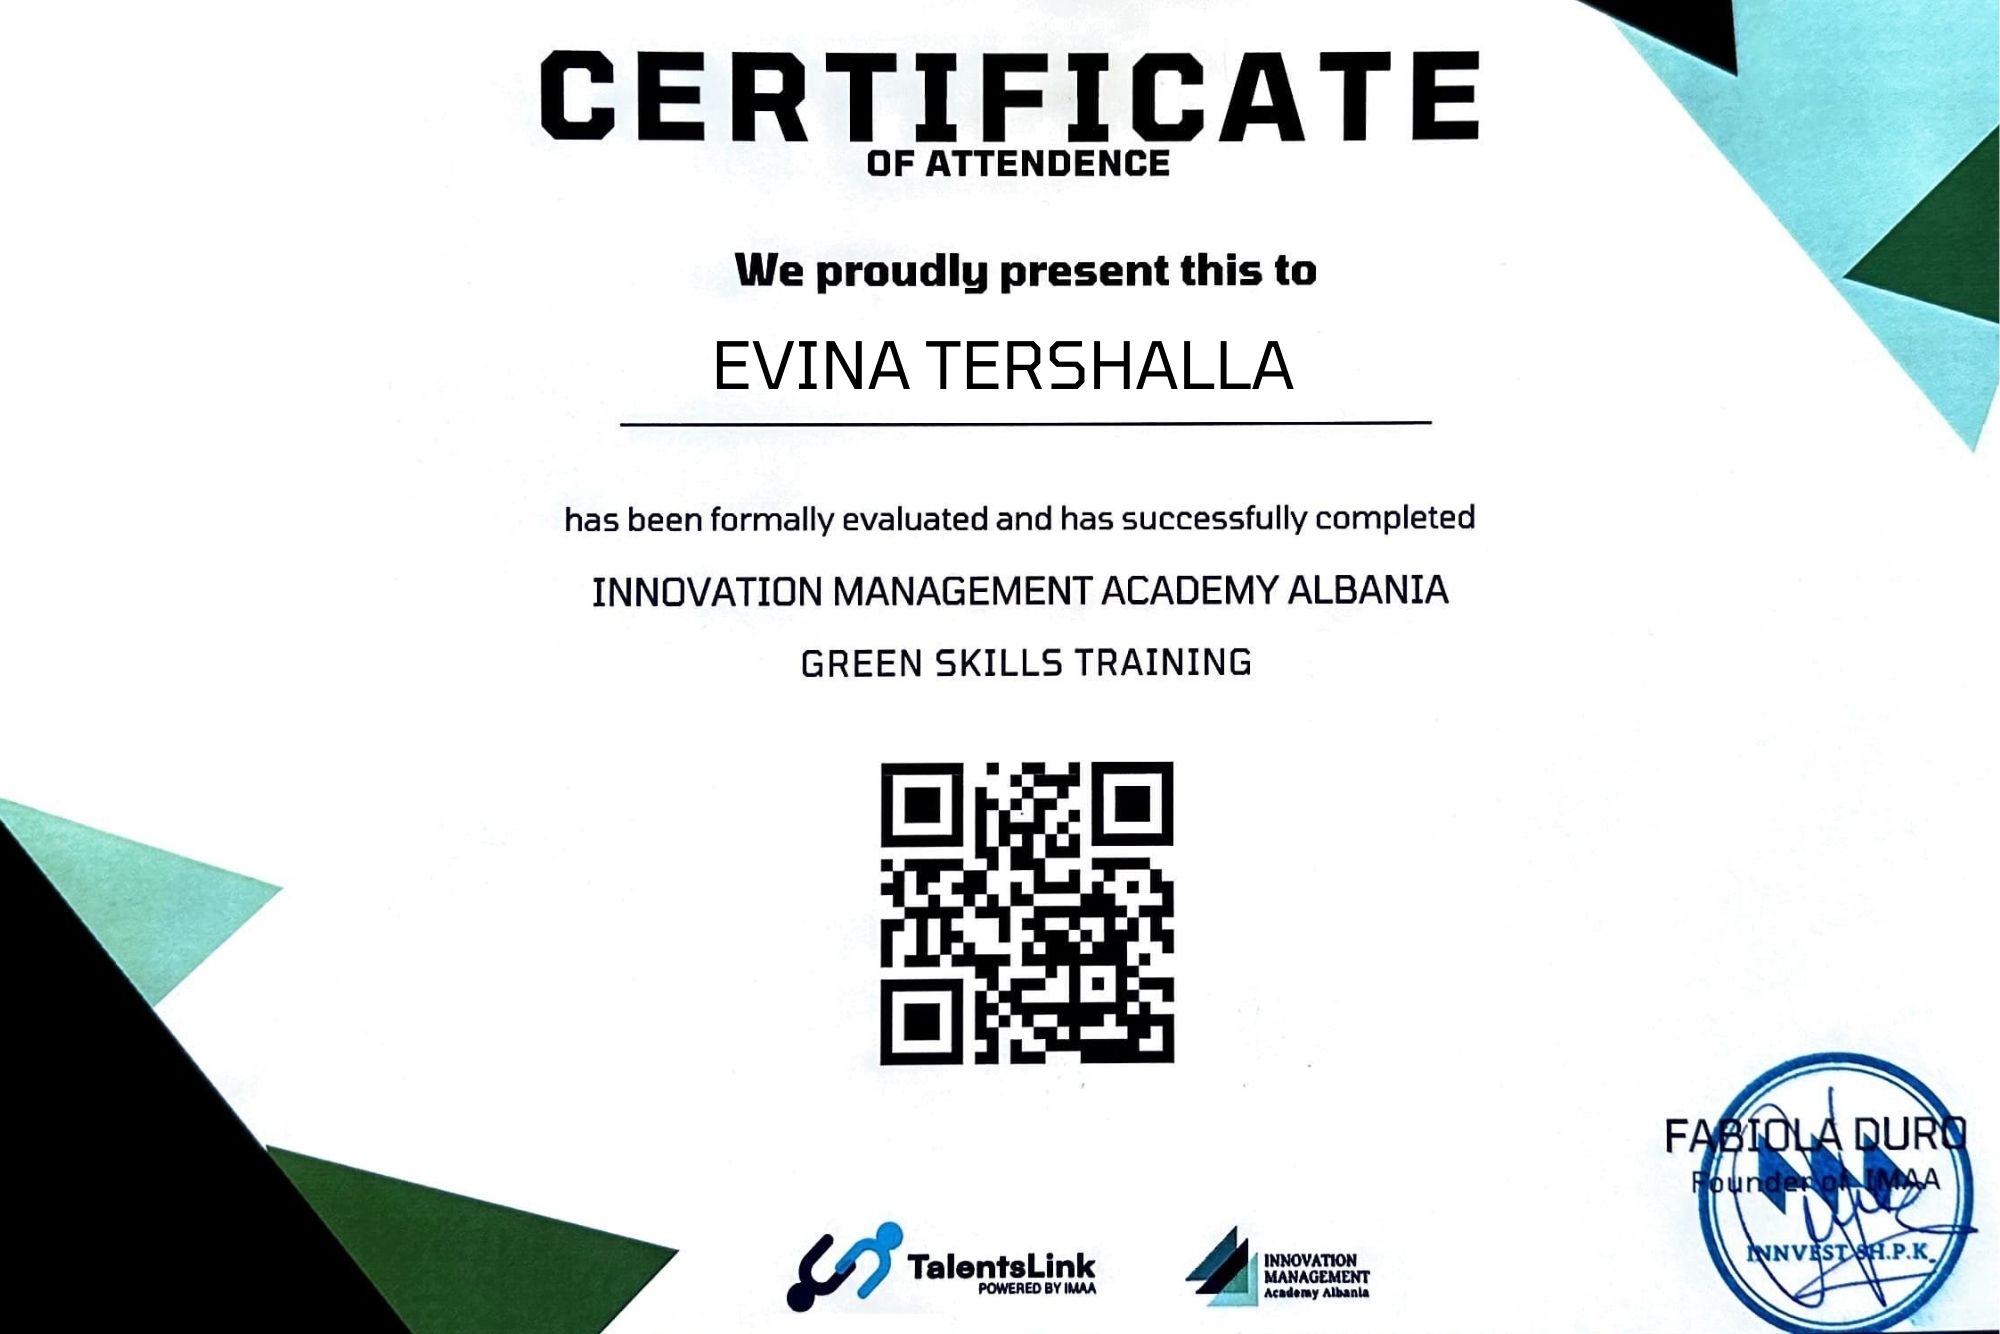 CERTIFICATE
OF ATTENDENCE
We proudly present this to
EVINA TERSHALLA
has been formally evaluated and has successfully completed
INNOVATION MANAGEMENT ACADEMY ALBANIA
GREEN SKILLS TRAINING
FABIOLA DURO
Founder of IMAA
INNVEST SH.P.K.
TalentsLink
POWERED BY IMAA
INNOVATION
MANAGEMENT
Academy Albania